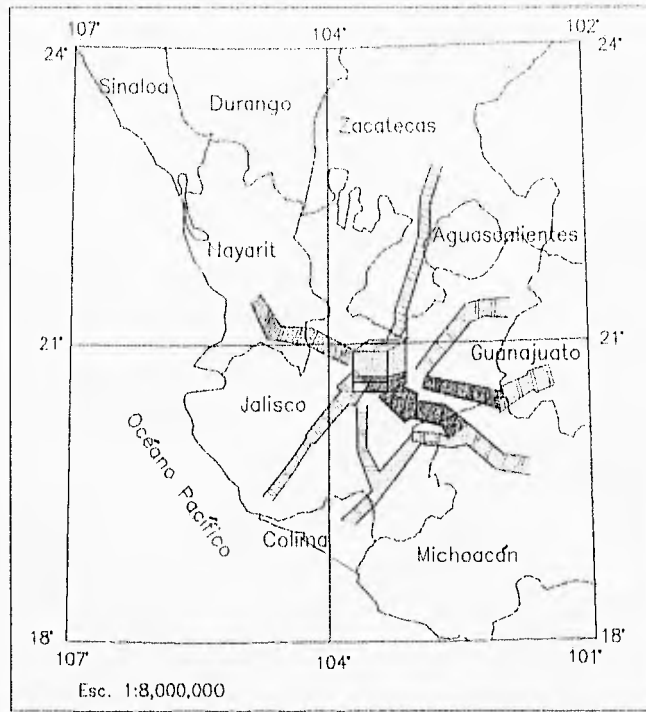 107' 104' 102'
24' 24'
Sinaloa
Durango
Zacatecas
Nayarit
Aguascalientes
21' 21'
Guanajuato
Jalisco
Océano Pacífico
Colima
Michoacán
18' 18'
107' 104' 101'
Esc. 1:8,000,000